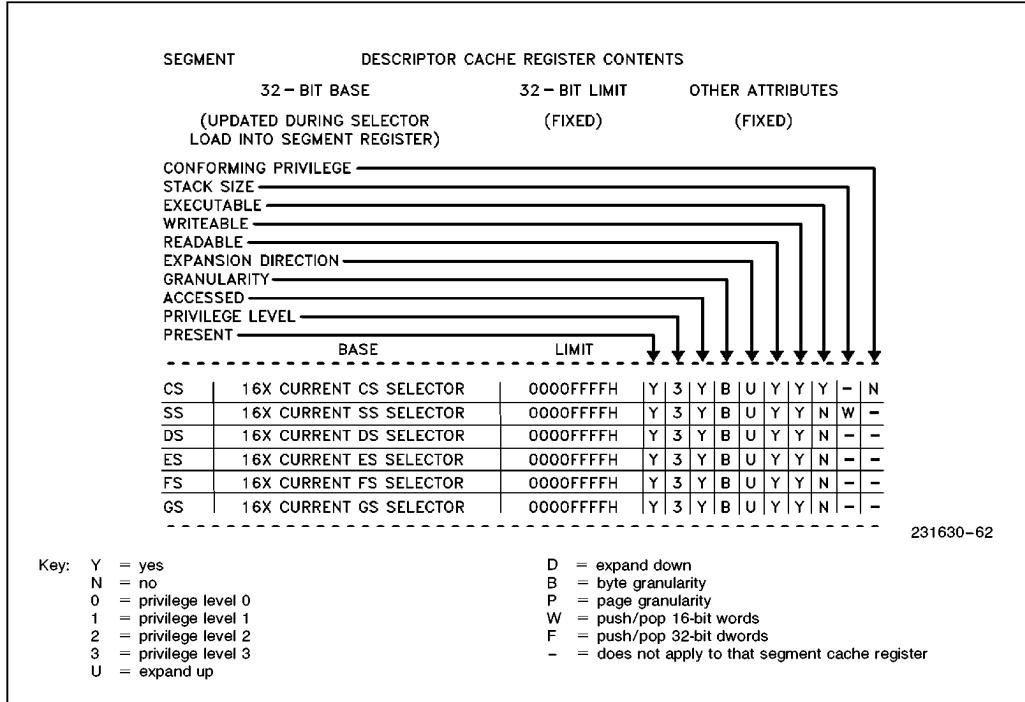 SEGMENT DESCRIPTOR CACHE REGISTER CONTENTS
32 – BIT BASE 32 – BIT LIMIT OTHER ATTRIBUTES
(UPDATED DURING SELECTOR (FIXED) (FIXED)
LOAD INTO SEGMENT REGISTER)
CONFORMING PRIVILEGE
STACK SIZE
EXECUTABLE
WRITEABLE
READABLE
EXPANSION DIRECTION
GRANULARITY
ACCESSED
PRIVILEGE LEVEL
PRESENT
BASE LIMIT
CS 16X CURRENT CS SELECTOR 0000FFFFH Y 3 Y B U Y Y Y – N
SS 16X CURRENT SS SELECTOR 0000FFFFH Y 3 Y B U Y Y N W –
DS 16X CURRENT DS SELECTOR 0000FFFFH Y 3 Y B U Y Y N – –
ES 16X CURRENT ES SELECTOR 0000FFFFH Y 3 Y B U Y Y N – –
FS 16X CURRENT FS SELECTOR 0000FFFFH Y 3 Y B U Y Y N – –
GS 16X CURRENT GS SELECTOR 0000FFFFH Y 3 Y B U Y Y N – –
231630–62
Key: Y = yes
N = no
0 = privilege level 0
1 = privilege level 1
2 = privilege level 2
3 = privilege level 3
U = expand up
D = expand down
B = byte granularity
P = page granularity
W = push/pop 16-bit words
F = push/pop 32-bit dwords
– = does not apply to that segment cache register